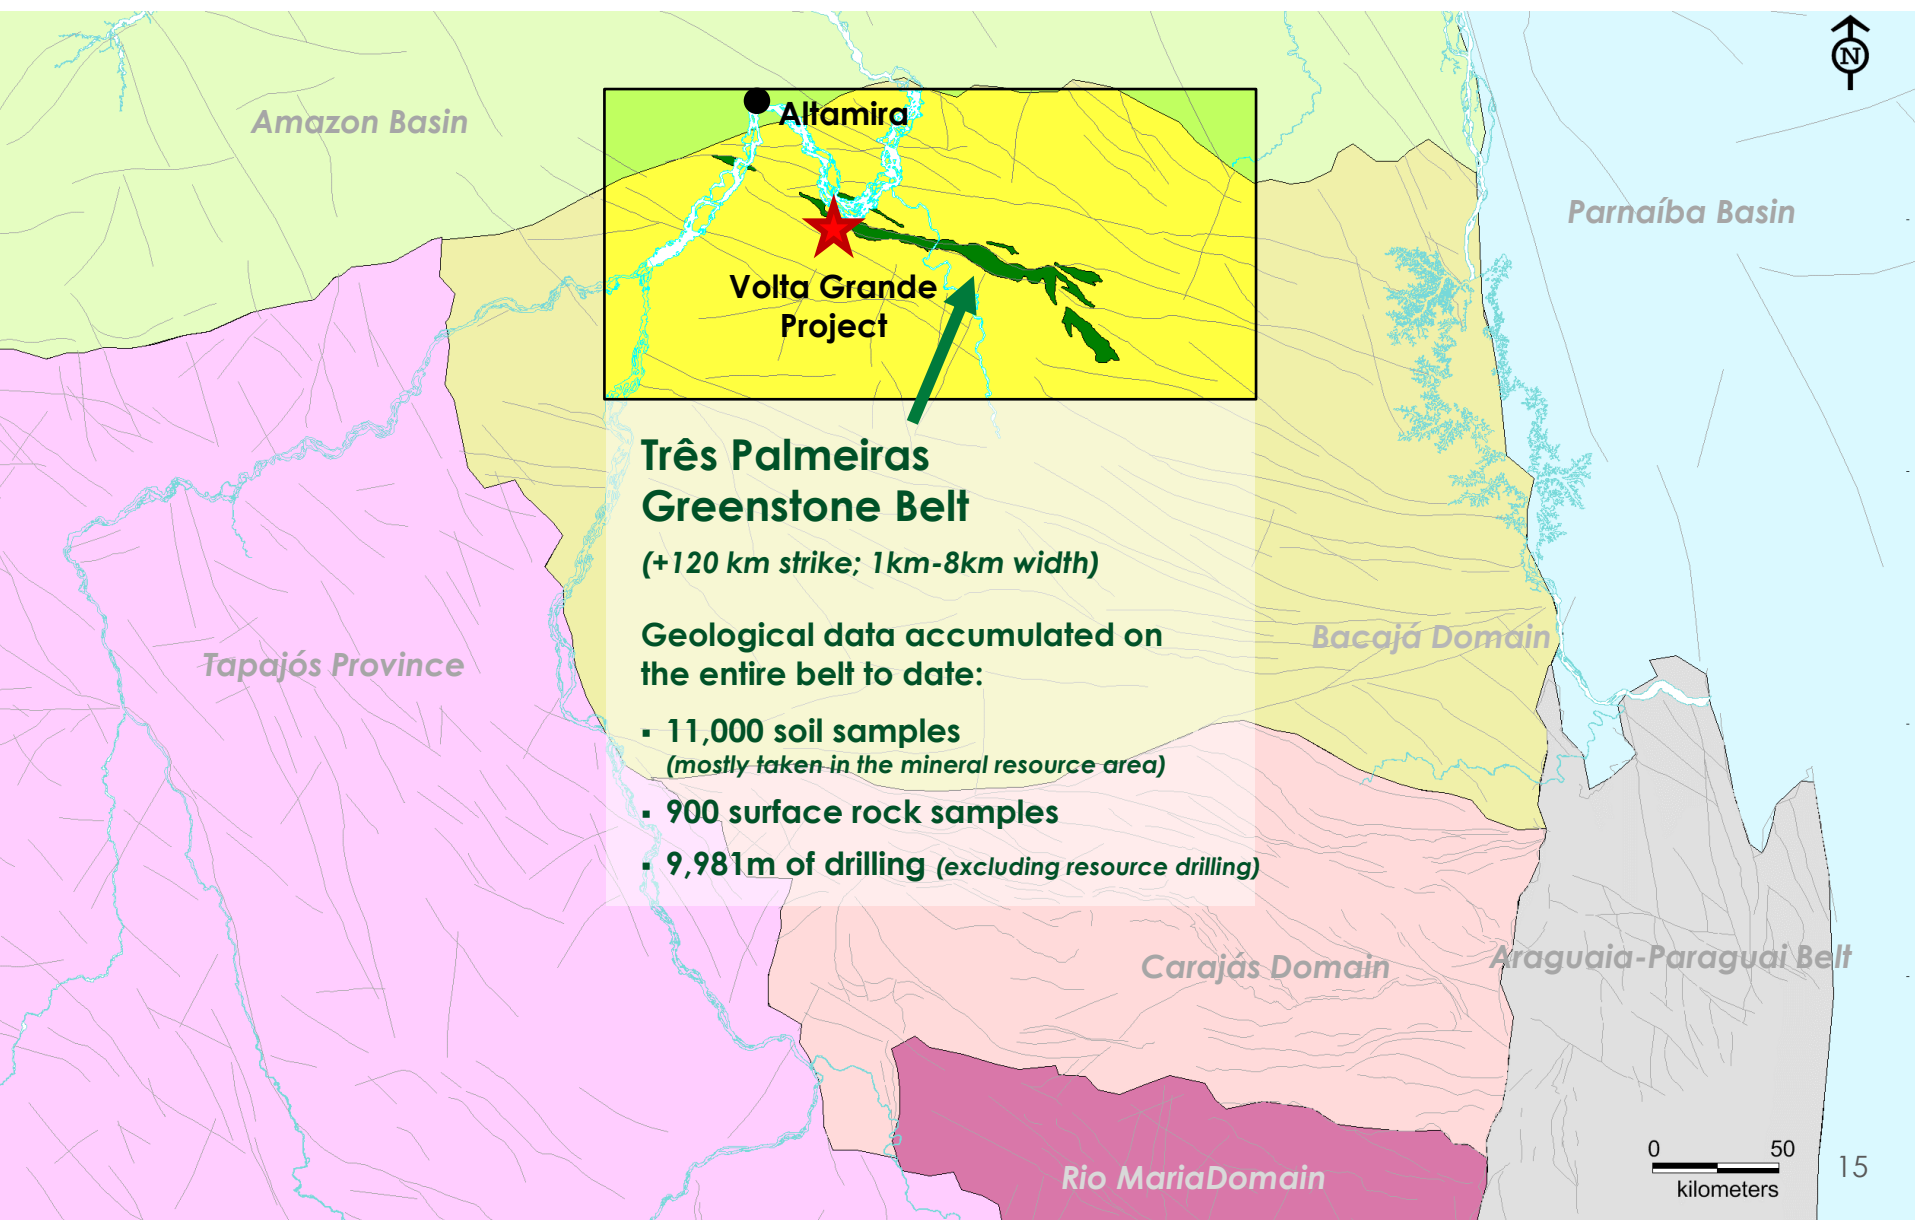 N
Amazon Basin
Altamira
Parnaíba Basin
Volta Grande
Project
Três Palmeiras
Greenstone Belt
(+120 km strike; 1km-8km width)
Geological data accumulated on
the entire belt to date:
▪ 11,000 soil samples
(mostly taken in the mineral resource area)
▪ 900 surface rock samples
▪ 9,981m of drilling (excluding resource drilling)
Tapajós Province
Bacajá Domain
Carajás Domain
Araguaia-Paraguai Belt
Rio MariaDomain
0 50
kilometers
15